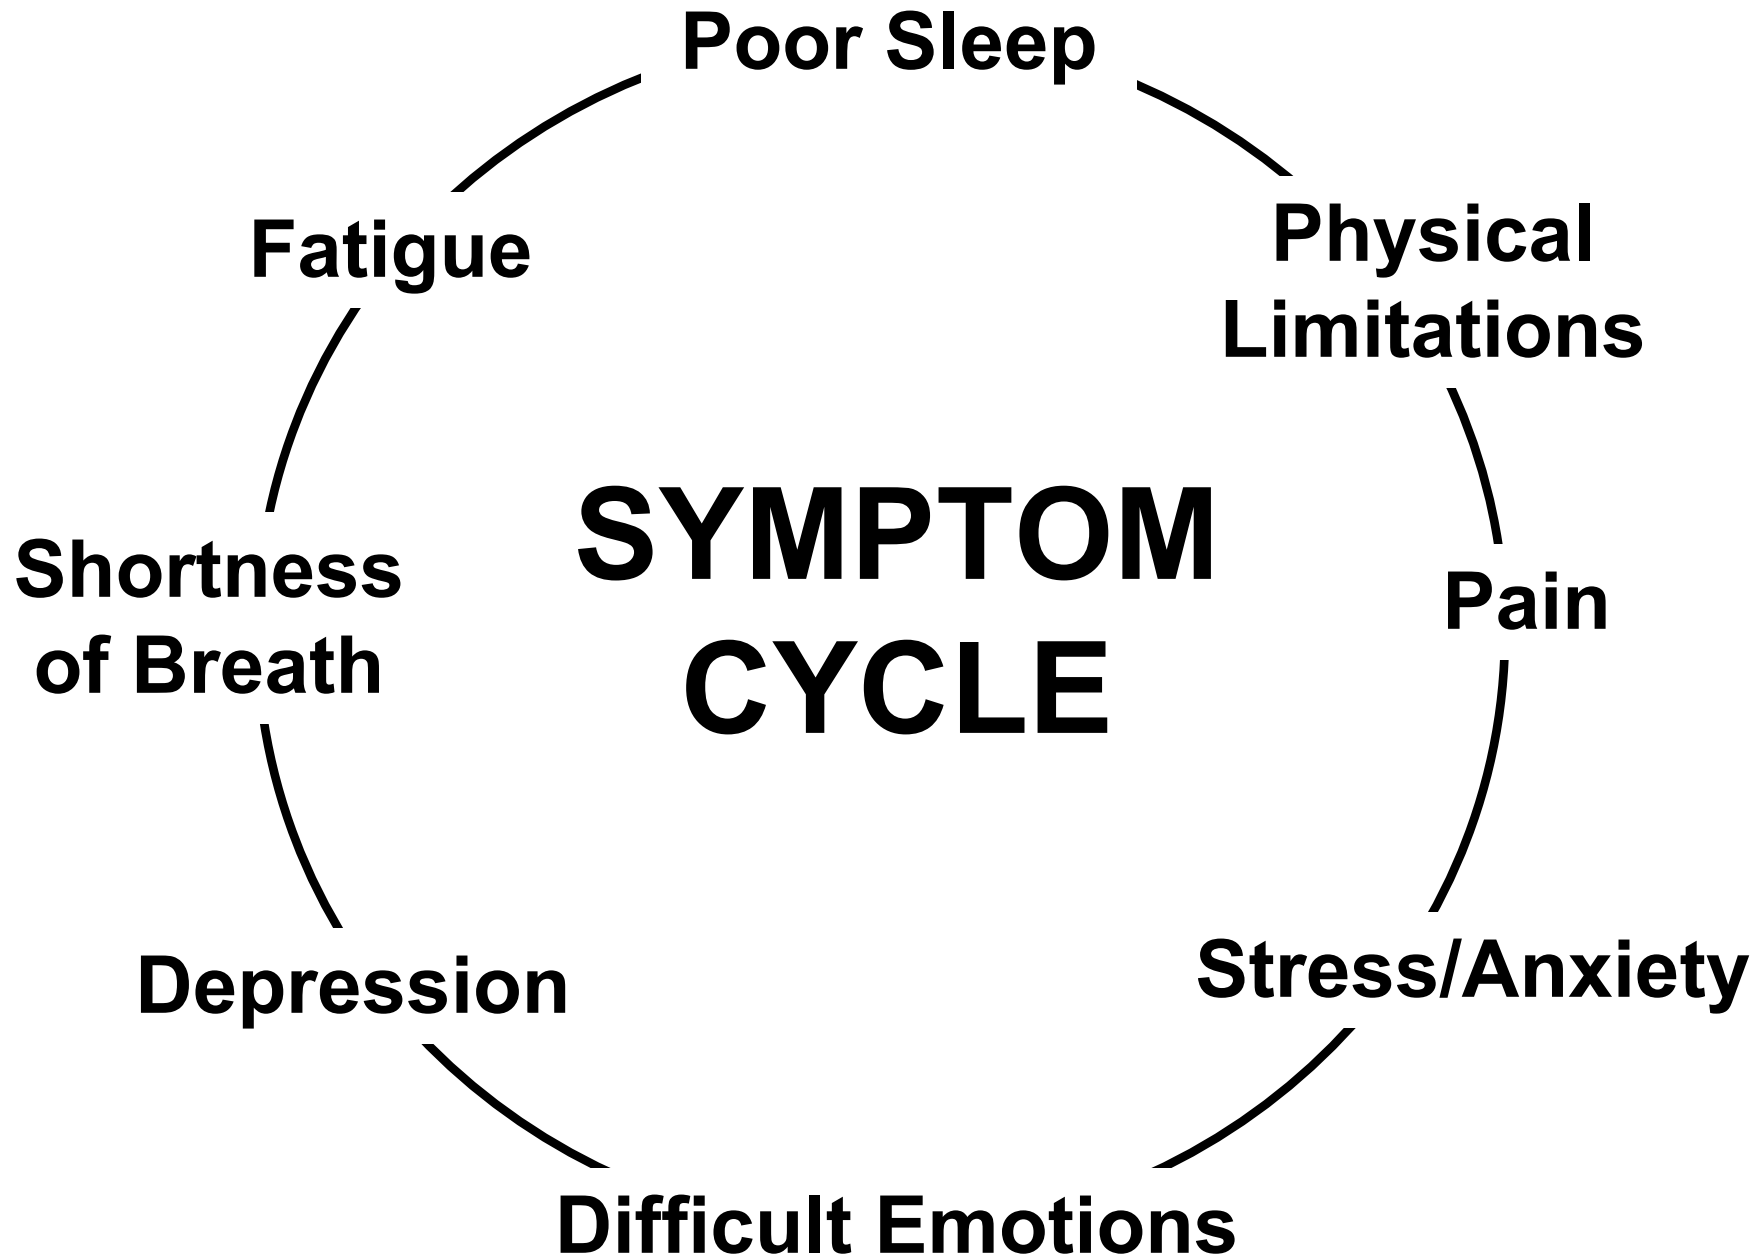 Poor Sleep
Physical
Limitations
Fatigue
SYMPTOM
CYCLE
Shortness
of Breath
Pain
Depression
Stress/Anxiety
Difficult Emotions